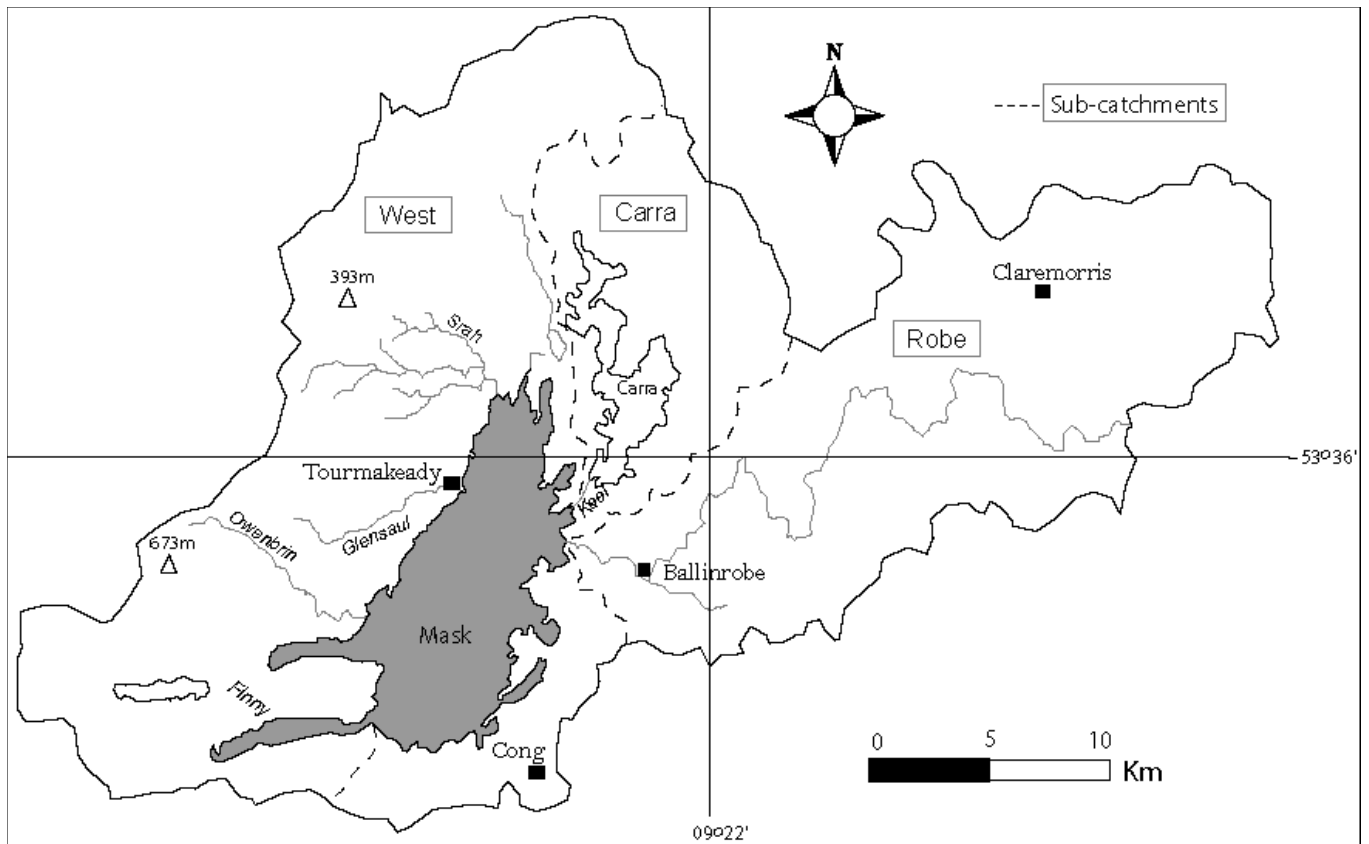 N
Sub-catchments
West
Carra
393m
Claremorris
Srah
Robe
Carra
Tourmakeady
53º36'
Keel
Owenbrin
Glensaul
673m
Ballinrobe
Mask
Finny
Cong
0 5 10
Km
09º22'